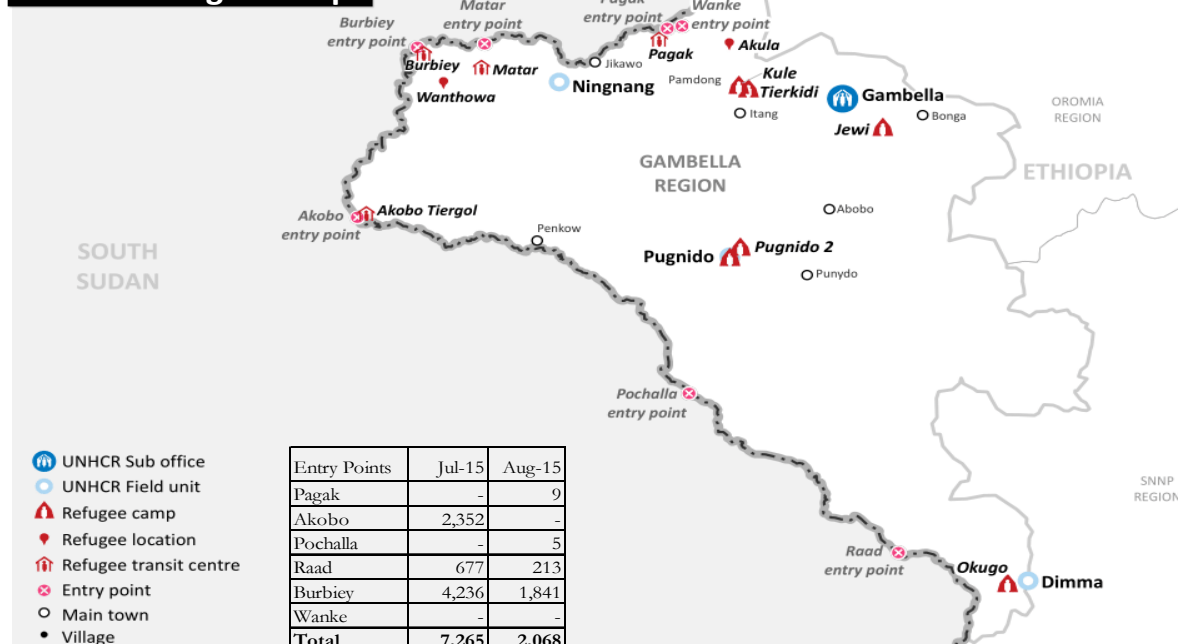 Matar
entry point
Pagak
entry point
Wanke
entry point
Burbiey
entry point
Burbiey
Matar
Wanthowa
Ningnang
Jikawo
Pagak
Akula
Pamdong
Kule
Tierkidi
Itang
Gambella
Bonga
Jewi
OROMIA
REGION
ETHIOPIA
GAMBELLA
REGION
Akobo
entry point
Akobo Tiergol
Penkow
Abobo
Pugnido
Pugnido 2
Punydo
SOUTH
SUDAN
Pochalla
entry point
SNNP
REGION
Raad
entry point
Okugo
Dimma
UNHCR Sub office
UNHCR Field unit
Refugee camp
Refugee location
Refugee transit centre
Entry point
Main town
Village
Entry Points Jul-15 Aug-15
Pagak - 9
Akobo 2,352 -
Pochalla - 5
Raad 677 213
Burbiey 4,236 1,841
Wanke - -
Total 7,265 2,068